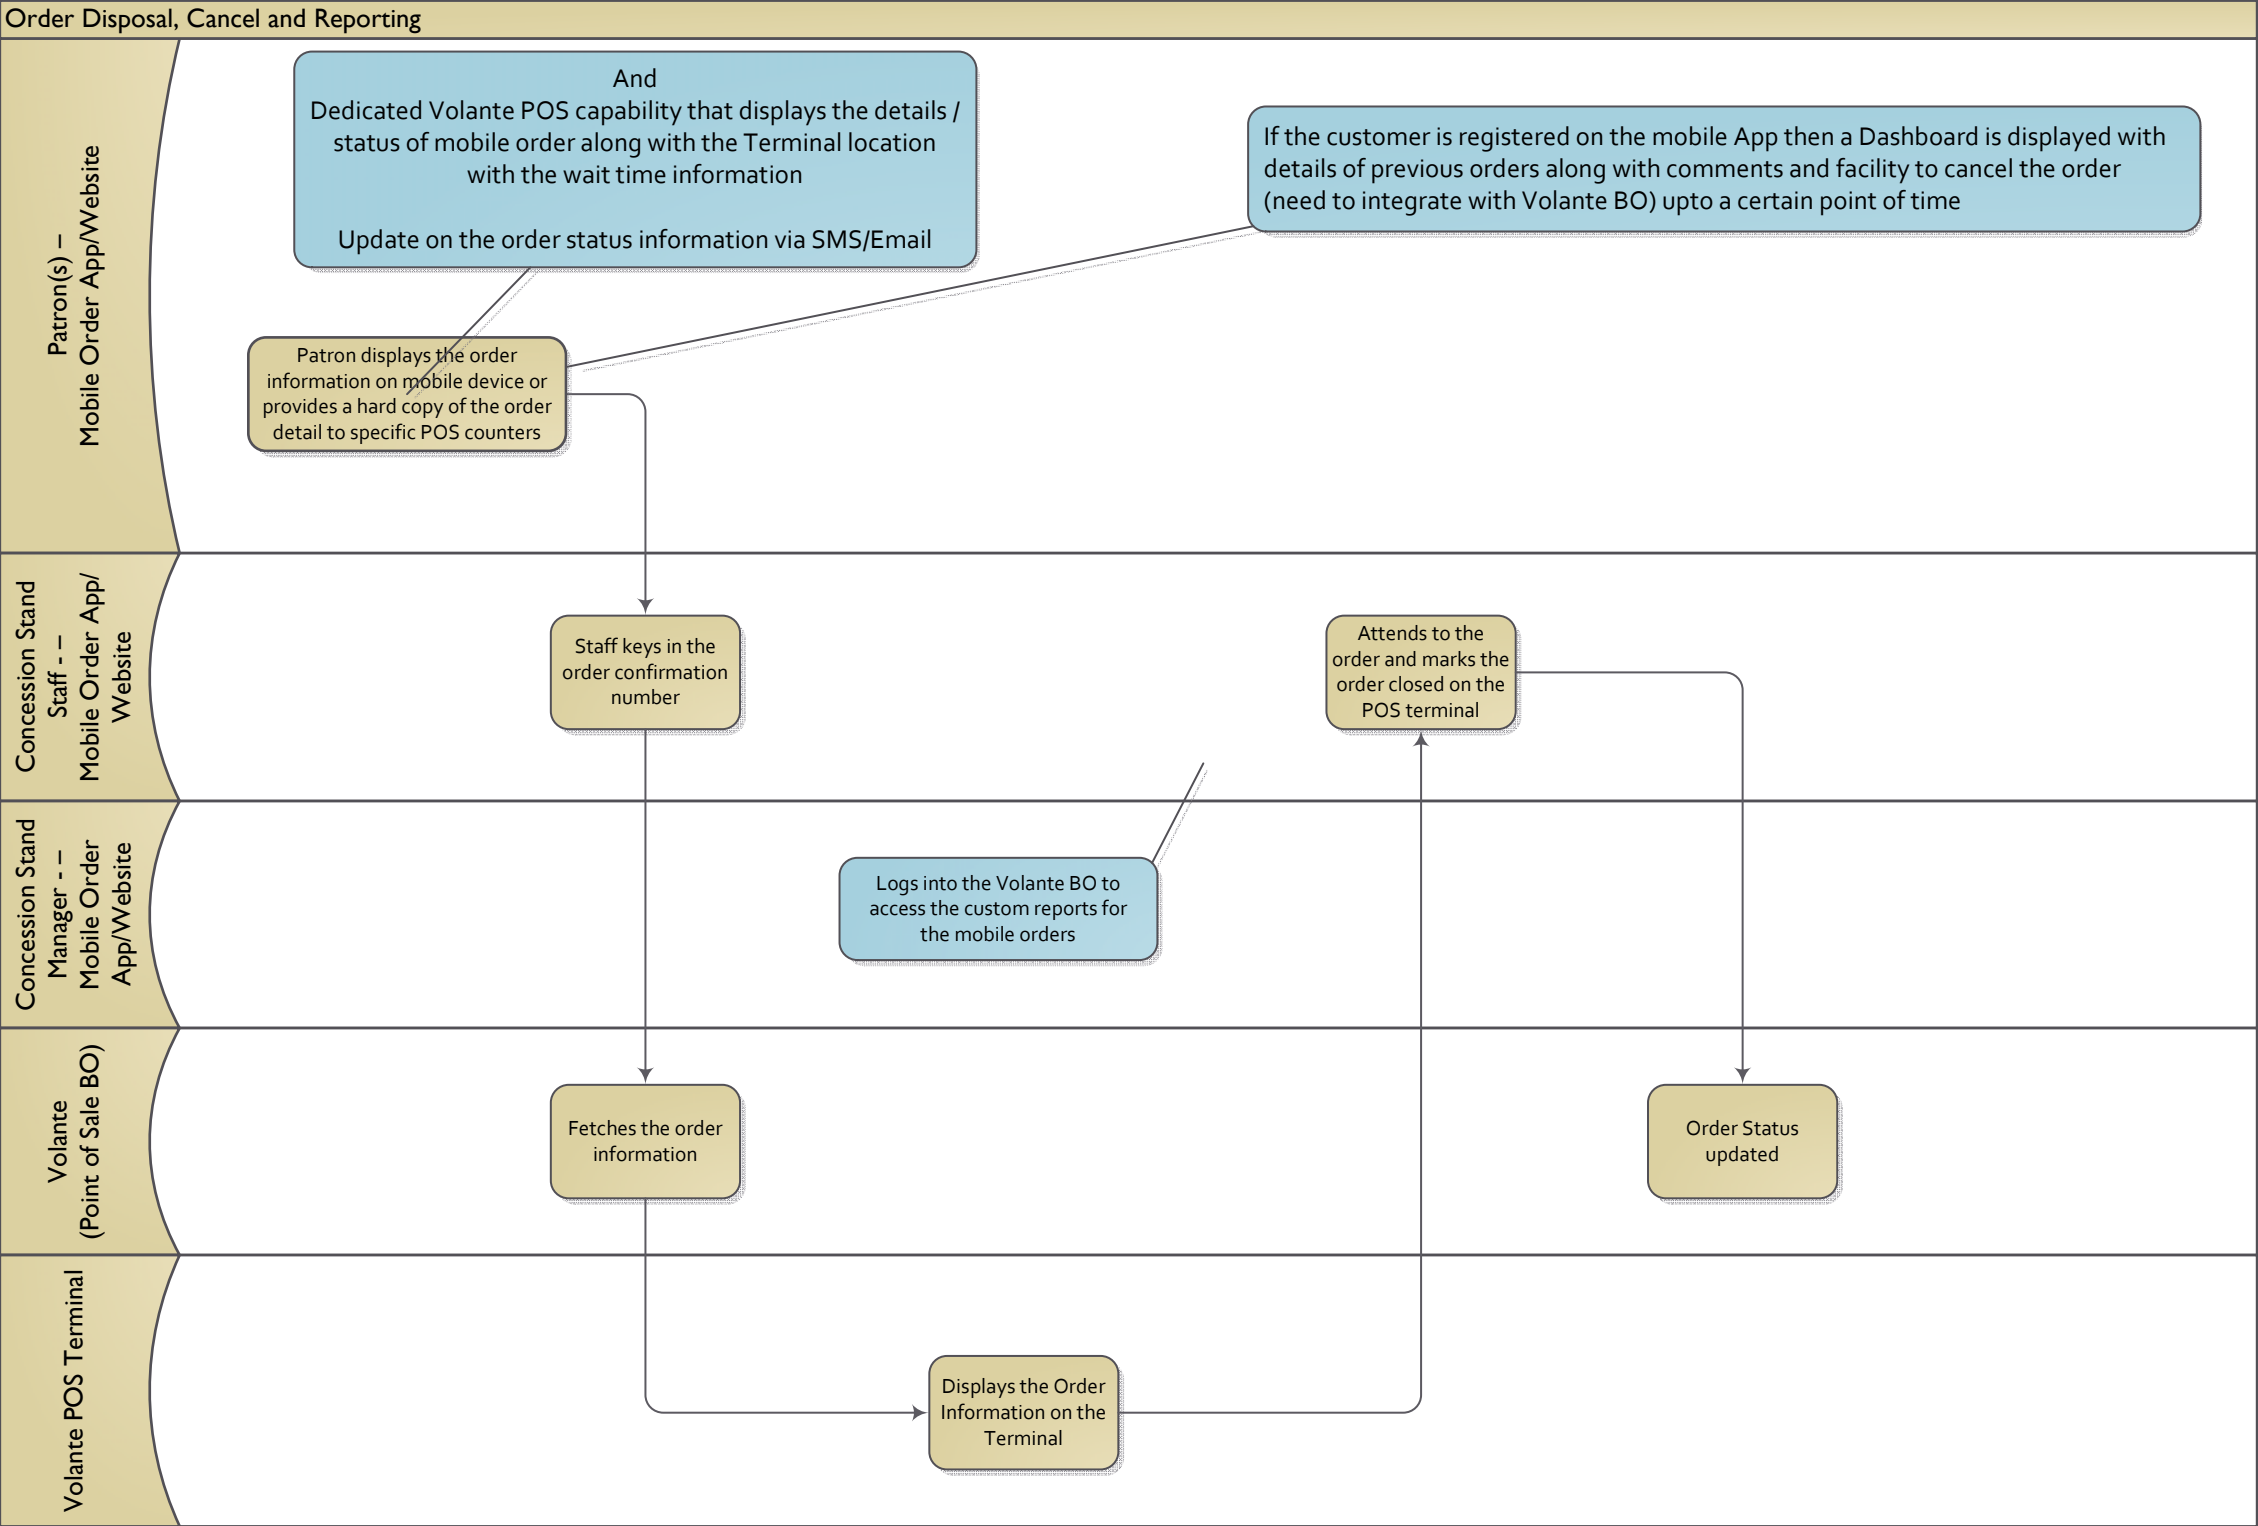 Order Disposal, Cancel and Reporting
Patron(s) –
Mobile Order App/Website
And
Dedicated Volante POS capability that displays the details /
status of mobile order along with the Terminal location
with the wait time information
Update on the order status information via SMS/Email
If the customer is registered on the mobile App then a Dashboard is displayed with
details of previous orders along with comments and facility to cancel the order
(need to integrate with Volante BO) upto a certain point of time
Patron displays the order
information on mobile device or
provides a hard copy of the order
detail to specific POS counters
Concession Stand
Staff - –
Mobile Order App/
Website
Staff keys in the
order confirmation
number
Attends to the
order and marks the
order closed on the
POS terminal
Concession Stand
Manager - –
Mobile Order
App/Website
Logs into the Volante BO to
access the custom reports for
the mobile orders
Volante
(Point of Sale BO)
Fetches the order
information
Order Status
updated
Volante POS Terminal
Displays the Order
Information on the
Terminal